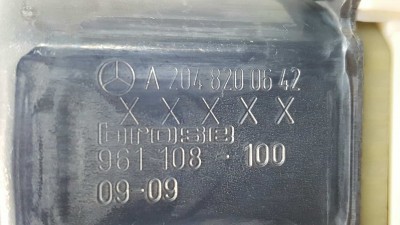 A 204 820 06 42
X X X X X
brose
961 108 · 100
09·09